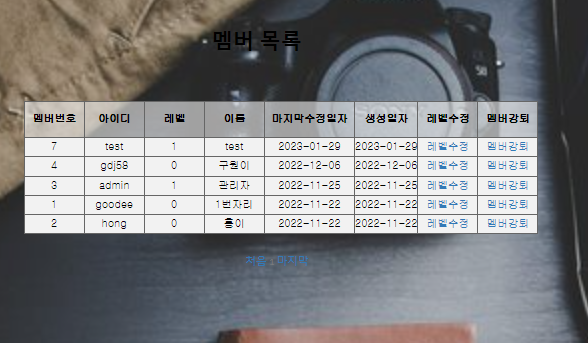 멤버 목록
멤버번호 아이디 레벨 이름 마지막수정일자 생성일자 레벨수정 멤버강퇴
7 test 1 test 2023-01-29 2023-01-29 레벨수정 멤버강퇴
4 gdj58 0 구원이 2022-12-06 2022-12-06 레벨수정 멤버강퇴
3 admin 1 관리자 2022-11-25 2022-11-25 레벨수정 멤버강퇴
1 goodee 0 1번자리 2022-11-22 2022-11-22 레벨수정 멤버강퇴
2 hong 0 홍이 2022-11-22 2022-11-22 레벨수정 멤버강퇴
처음 1 마지막